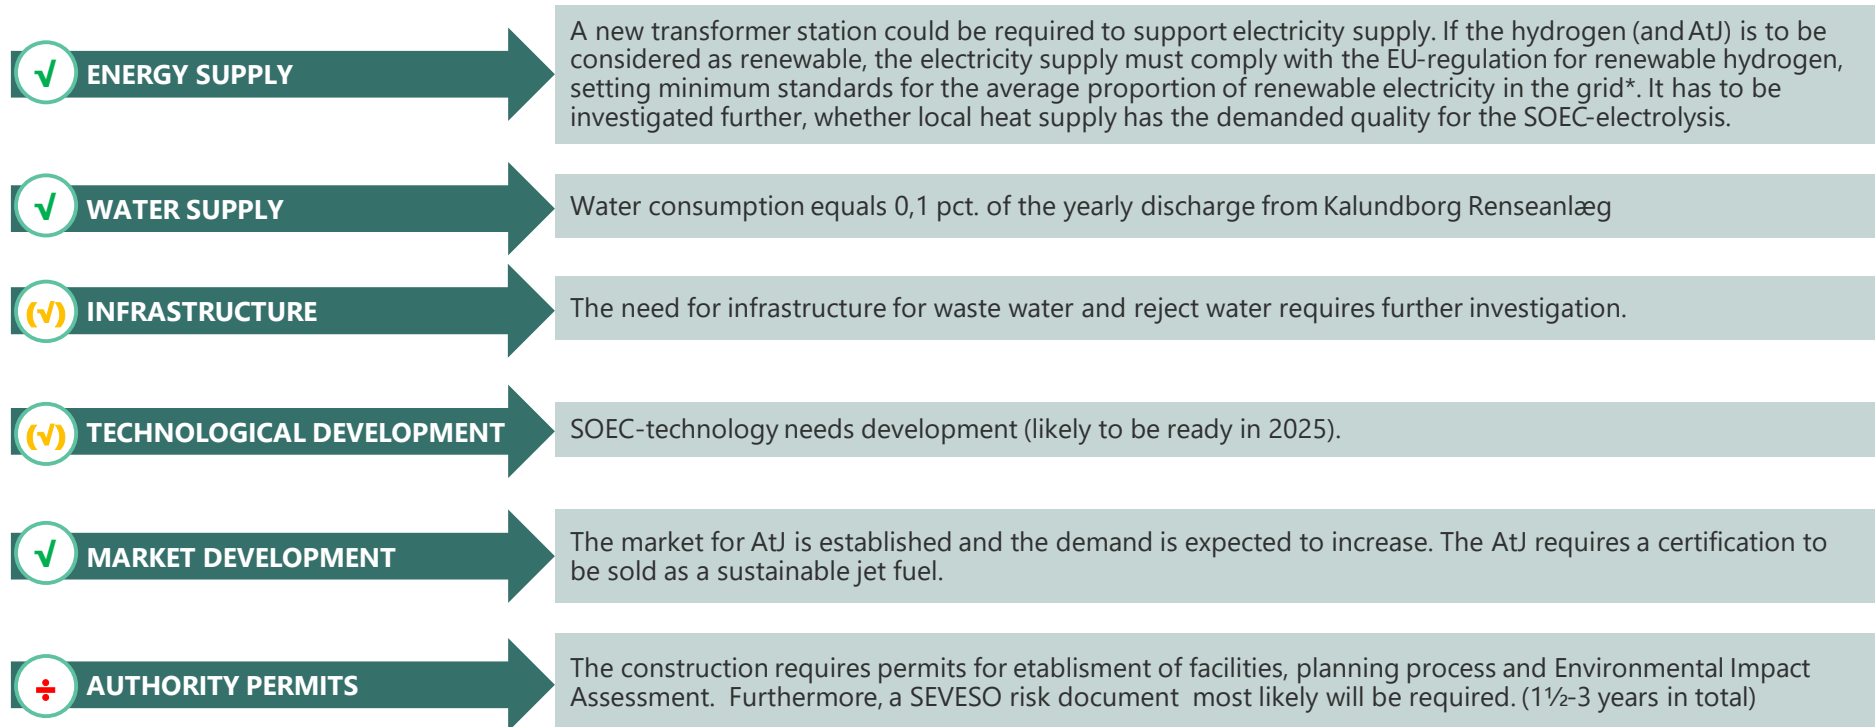 √ ENERGY SUPPLY
A new transformer station could be required to support electricity supply. If the hydrogen (and AtJ) is to be
considered as renewable, the electricity supply must comply with the EU-regulation for renewable hydrogen,
setting minimum standards for the average proportion of renewable electricity in the grid*. It has to be
investigated further, whether local heat supply has the demanded quality for the SOEC-electrolysis.
√ WATER SUPPLY
Water consumption equals 0,1 pct. of the yearly discharge from Kalundborg Renseanlæg
(√) INFRASTRUCTURE
The need for infrastructure for waste water and reject water requires further investigation.
(√) TECHNOLOGICAL DEVELOPMENT
SOEC-technology needs development (likely to be ready in 2025).
√ MARKET DEVELOPMENT
The market for AtJ is established and the demand is expected to increase. The AtJ requires a certification to
be sold as a sustainable jet fuel.
÷ AUTHORITY PERMITS
The construction requires permits for etablisment of facilities, planning process and Environmental Impact
Assessment. Furthermore, a SEVESO risk document most likely will be required. (1½-3 years in total)